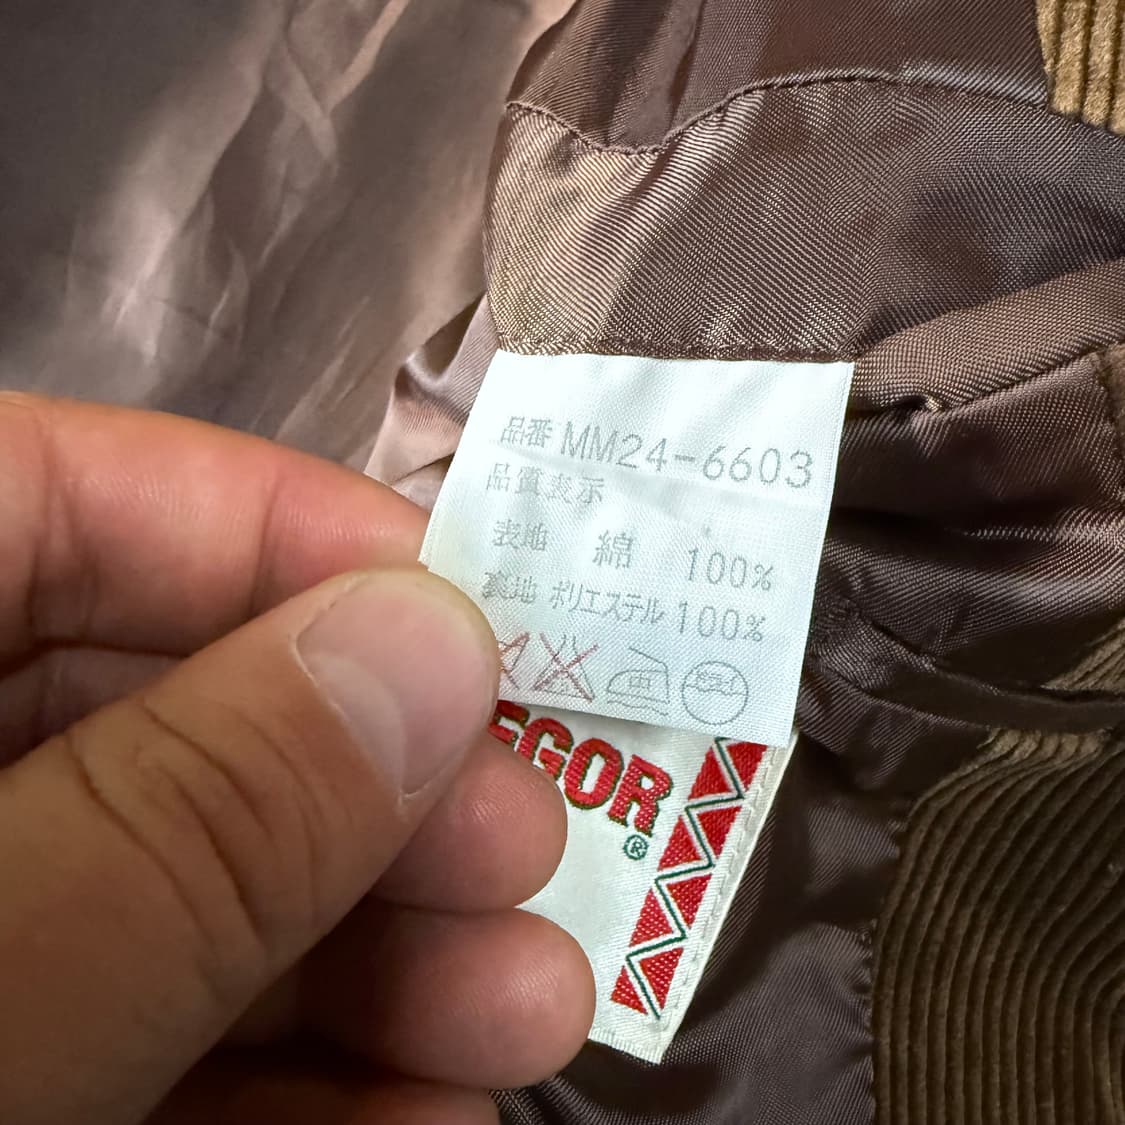 品番 MM24-6603
品質表示
表地 綿 100%
裏地 ポリエステル 100%
EGOR
®